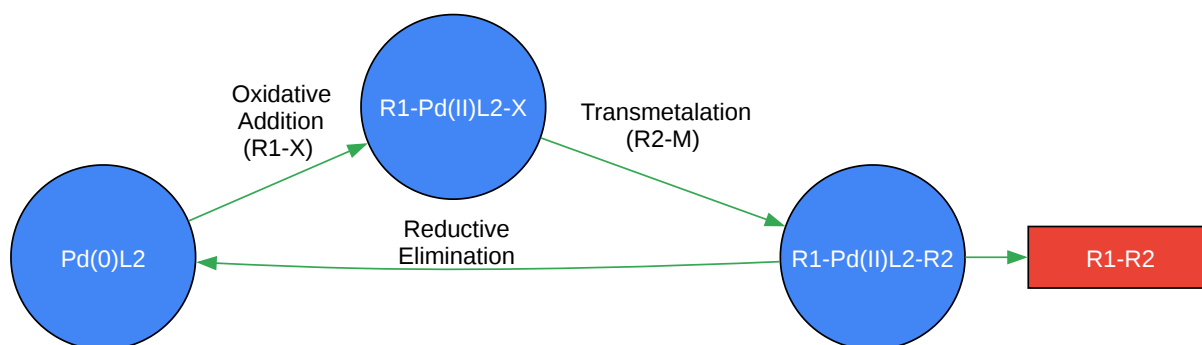 Oxidative
Addition
(R1-X)
R1-Pd(II)L2-X
Transmetalation
(R2-M)
Reductive
Elimination
Pd(0)L2
R1-Pd(II)L2-R2
R1-R2